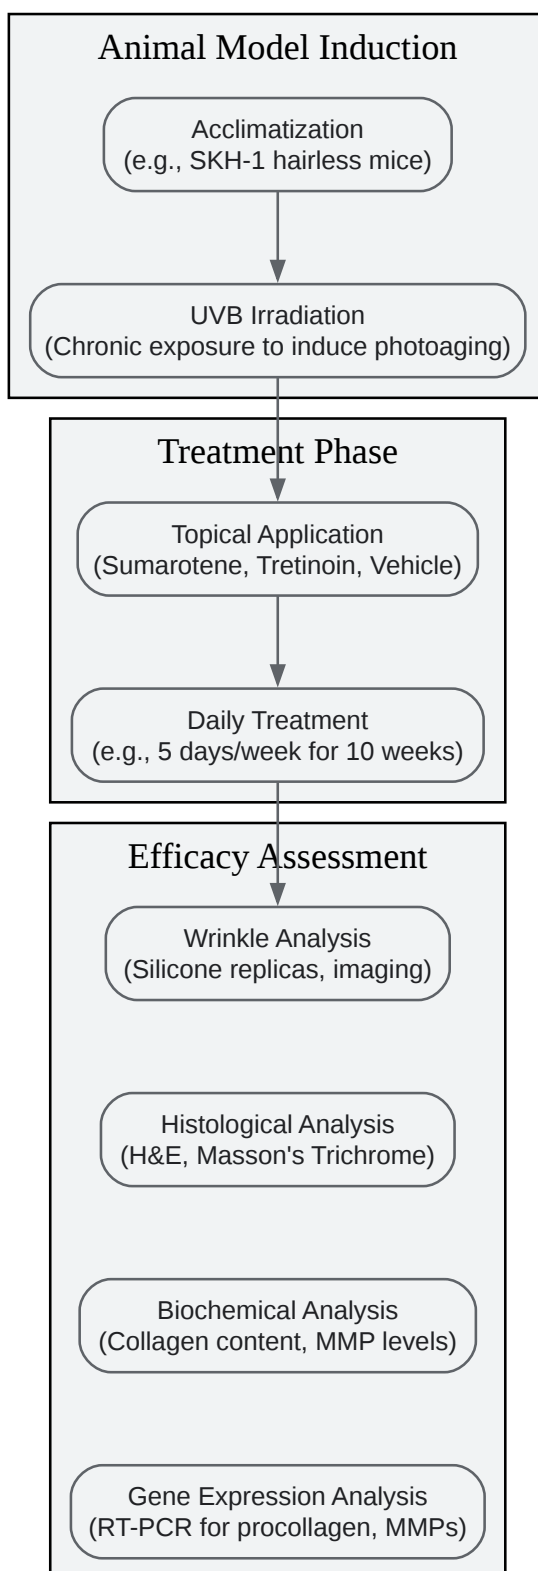 Animal Model Induction
Acclimatization
(e.g., SKH-1 hairless mice)
UVB Irradiation
(Chronic exposure to induce photoaging)
Treatment Phase
Topical Application
(Sumarotene, Tretinoin, Vehicle)
Daily Treatment
(e.g., 5 days/week for 10 weeks)
Efficacy Assessment
Wrinkle Analysis
(Silicone replicas, imaging)
Histological Analysis
(H&E, Masson's Trichrome)
Biochemical Analysis
(Collagen content, MMP levels)
Gene Expression Analysis
(RT-PCR for procollagen, MMPs)